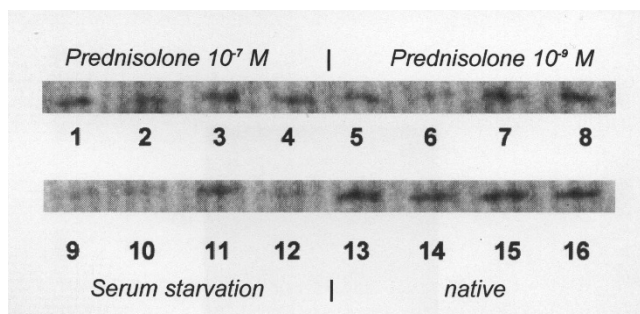 Prednisolone 10⁻⁷ M | Prednisolone 10⁻⁹ M
1 2 3 4 5 6 7 8
9 10 11 12 13 14 15 16
Serum starvation | native